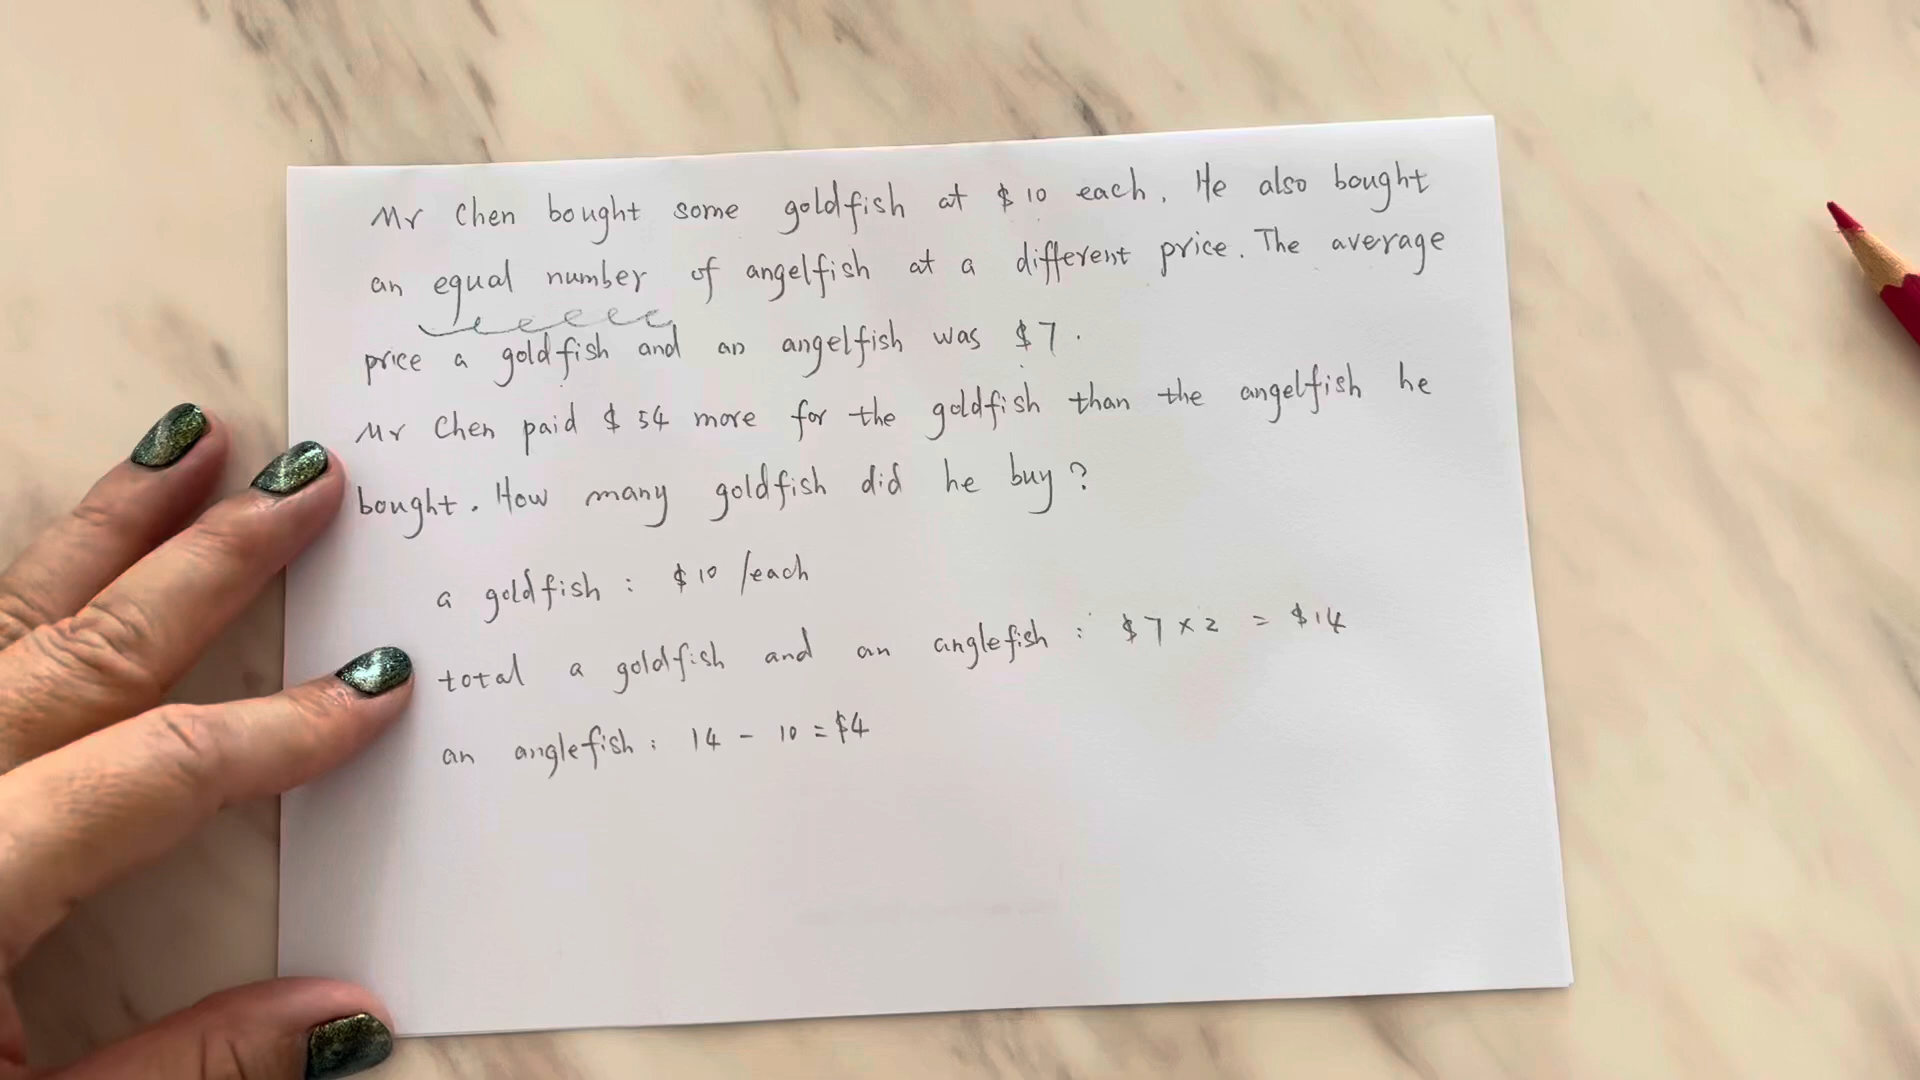 Mr Chen bought some goldfish at $10 each. He also bought
an equal number of angelfish at a different price. The average
price a goldfish and an angelfish was $7.
Mr Chen paid $54 more for the goldfish than the angelfish he
bought. How many goldfish did he buy?
a goldfish : $10 /each
total a goldfish and an anglefish : $7 x 2 = $14
an anglefish : 14 - 10 = $4